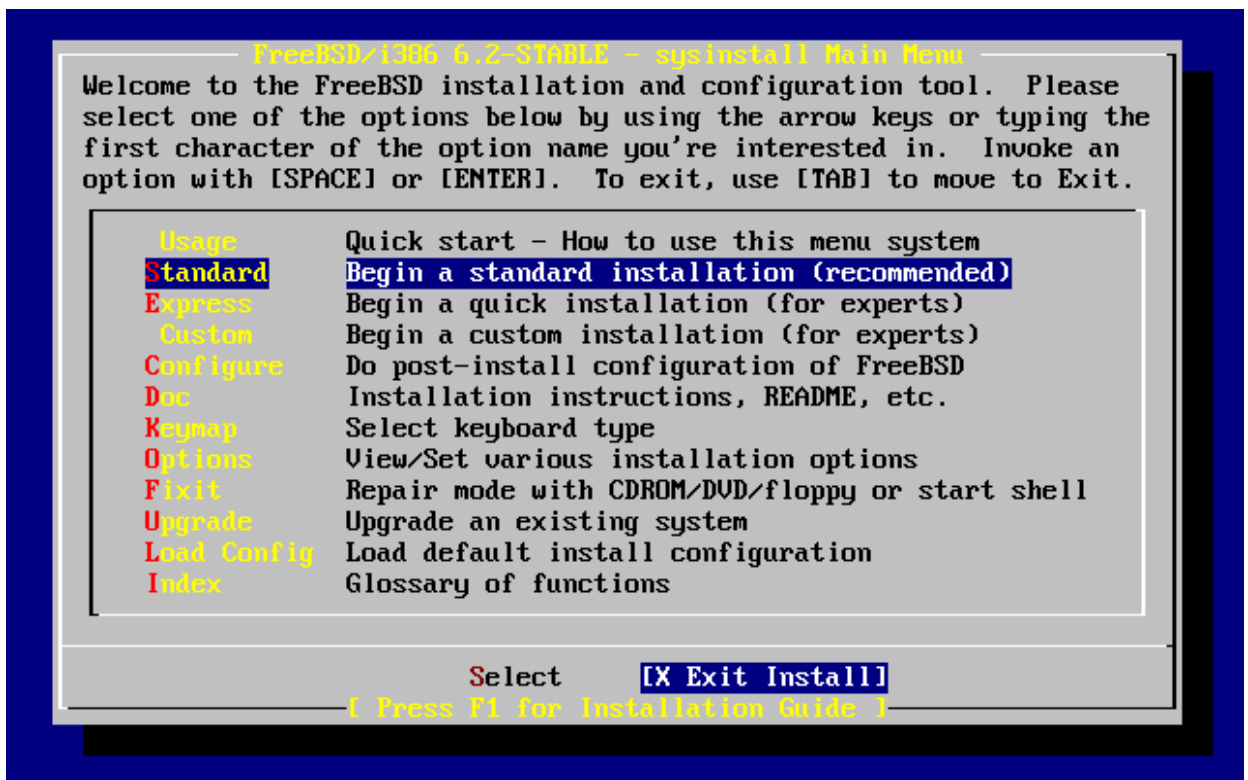 FreeBSD/i386 6.2-STABLE - sysinstall Main Menu
Welcome to the FreeBSD installation and configuration tool.  Please
select one of the options below by using the arrow keys or typing the
first character of the option name you're interested in.  Invoke an
option with [SPACE] or [ENTER].  To exit, use [TAB] to move to Exit.
Usage Quick start - How to use this menu system
Standard Begin a standard installation (recommended)
Express Begin a quick installation (for experts)
Custom Begin a custom installation (for experts)
Configure Do post-install configuration of FreeBSD
Doc Installation instructions, README, etc.
Keymap Select keyboard type
Options View/Set various installation options
Fixit Repair mode with CDROM/DVD/floppy or start shell
Upgrade Upgrade an existing system
Load Config Load default install configuration
Index Glossary of functions
Select [X Exit Install]
[ Press F1 for Installation Guide ]